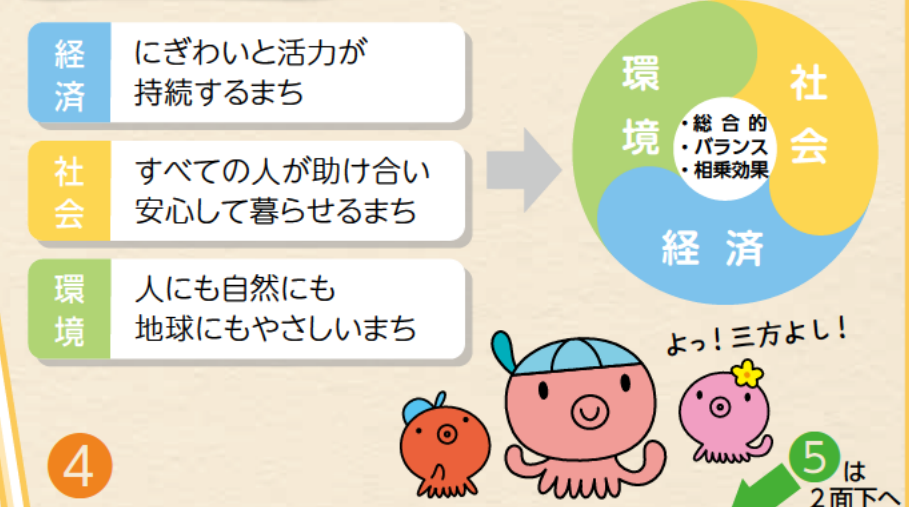 経済
にぎわいと活力が
持続するまち
社会
すべての人が助け合い
安心して暮らせるまち
環境
人にも自然にも
地球にもやさしいまち
環境
社会
経済
・総合的
・バランス
・相乗効果
よっ！三方よし！
4
5は
2面下へ